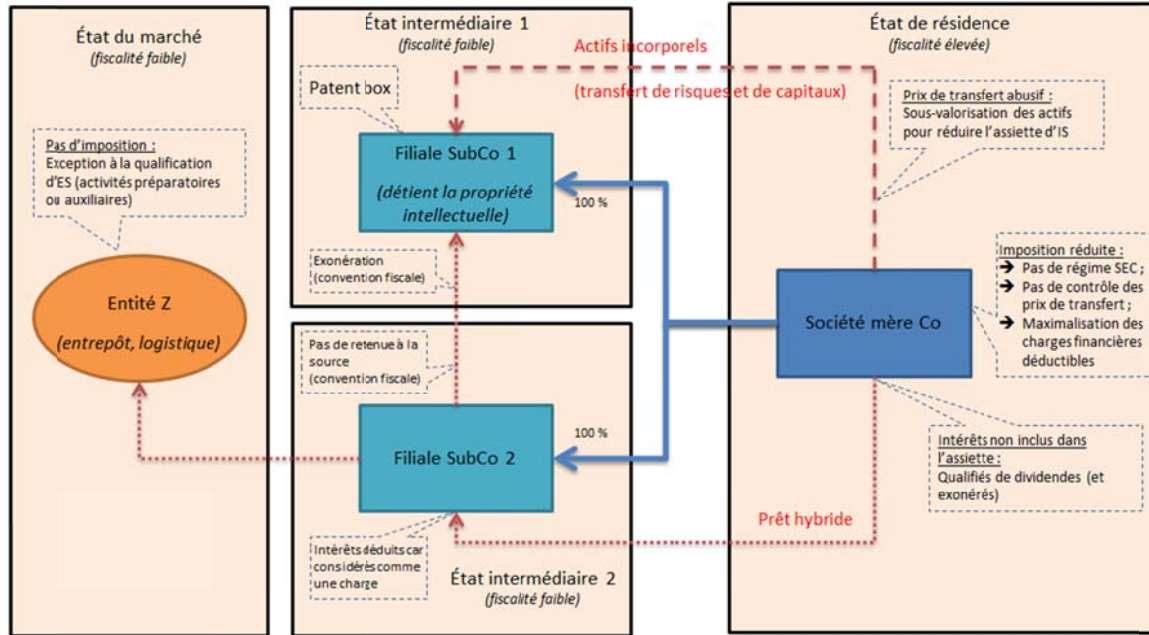 État du marché
(fiscalité faible)
Pas d'imposition :
Exception à la qualification
d'ES (activités préparatoires
ou auxiliaires)
Entité Z
(entrepôt, logistique)
État intermédiaire 1
(fiscalité faible)
Patent box
Filiale SubCo 1
(détient la propriété
intellectuelle)
100 %
Exonération
(convention fiscale)
Pas de retenue à la
source
(convention fiscale)
Filiale SubCo 2
100 %
Intérêts déduits car
considérés comme
une charge
État intermédiaire 2
(fiscalité faible)
Actifs incorporels
(transfert de risques et de capitaux)
État de résidence
(fiscalité élevée)
Prix de transfert abusif :
Sous-valorisation des actifs
pour réduire l'assiette d'IS
Société mère Co
Imposition réduite :
➔ Pas de régime SEC ;
➔ Pas de contrôle des
prix de transfert ;
➔ Maximalisation des
charges financières
déductibles
Intérêts non inclus dans
l'assiette :
Qualifiés de dividendes (et
exonérés)
Prêt hybride